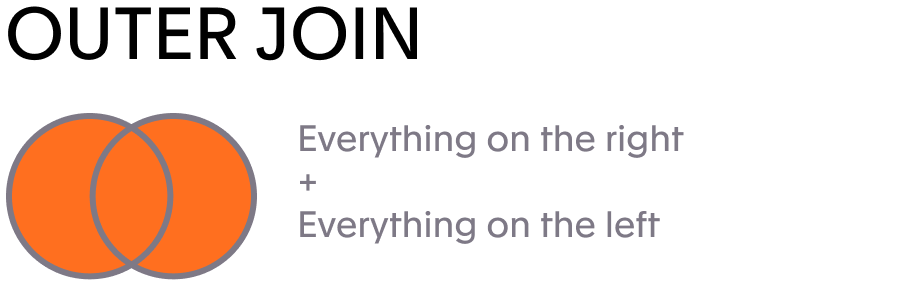 OUTER JOIN
Everything on the right
+
Everything on the left